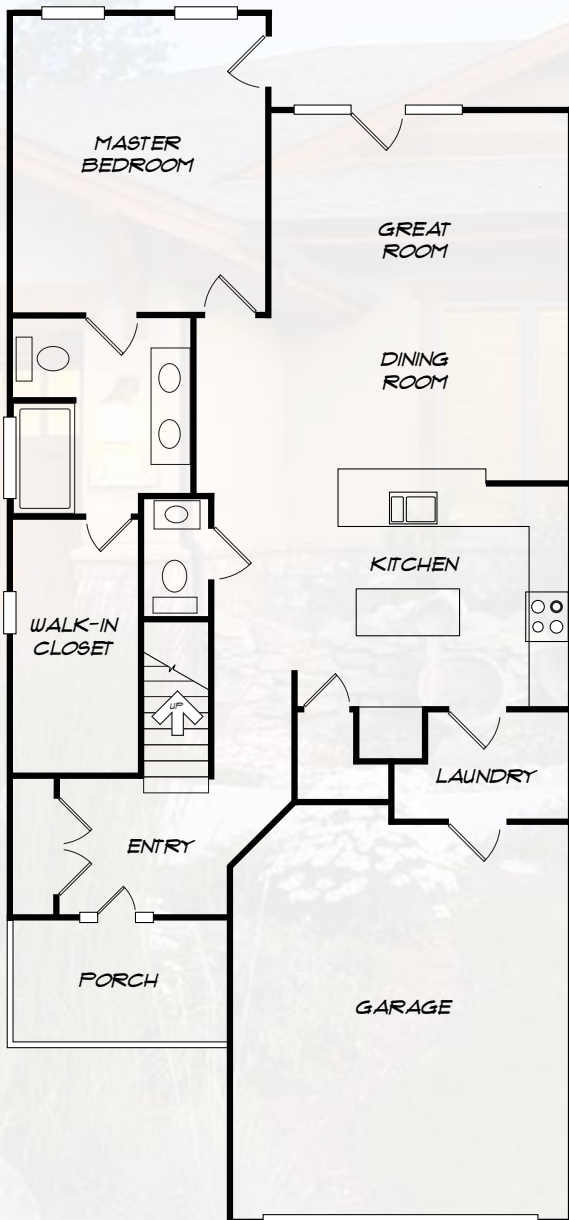 MASTER
BEDROOM
GREAT
ROOM
DINING
ROOM
KITCHEN
WALK-IN
CLOSET
UP
LAUNDRY
ENTRY
PORCH
GARAGE